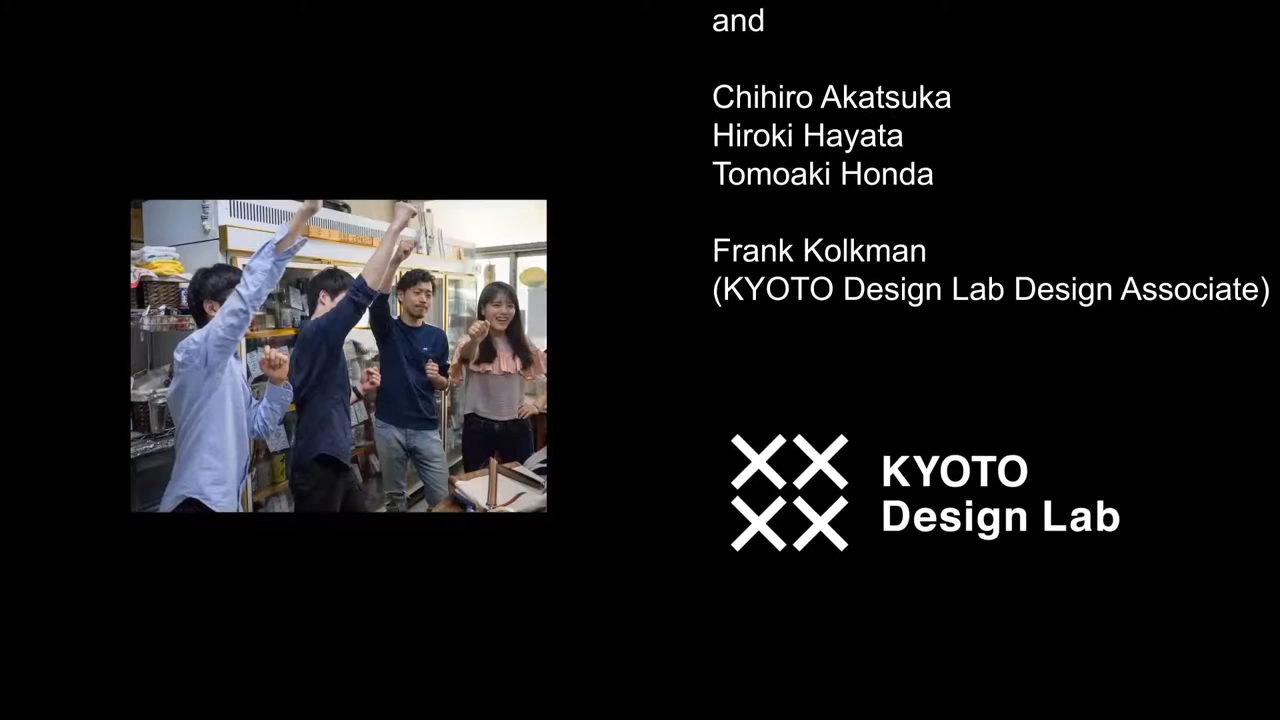 and
Chihiro Akatsuka
Hiroki Hayata
Tomoaki Honda
Frank Kolkman
(KYOTO Design Lab Design Associate)
KYOTO
Design Lab